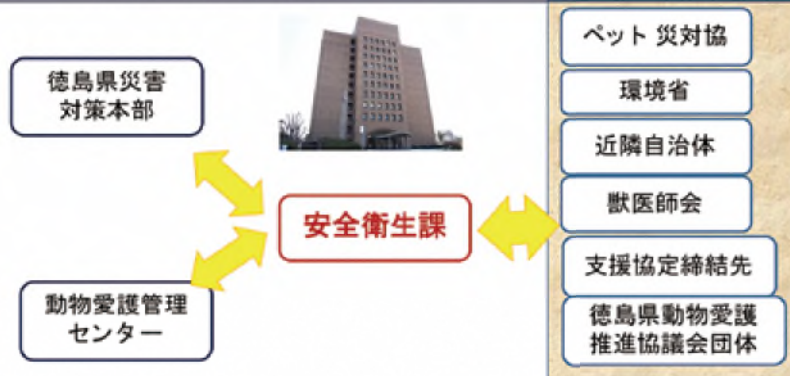 徳島県災害
対策本部
安全衛生課
動物愛護管理
センター
ペット 災対協
環境省
近隣自治体
獣医師会
支援協定締結先
徳島県動物愛護
推進協議会団体